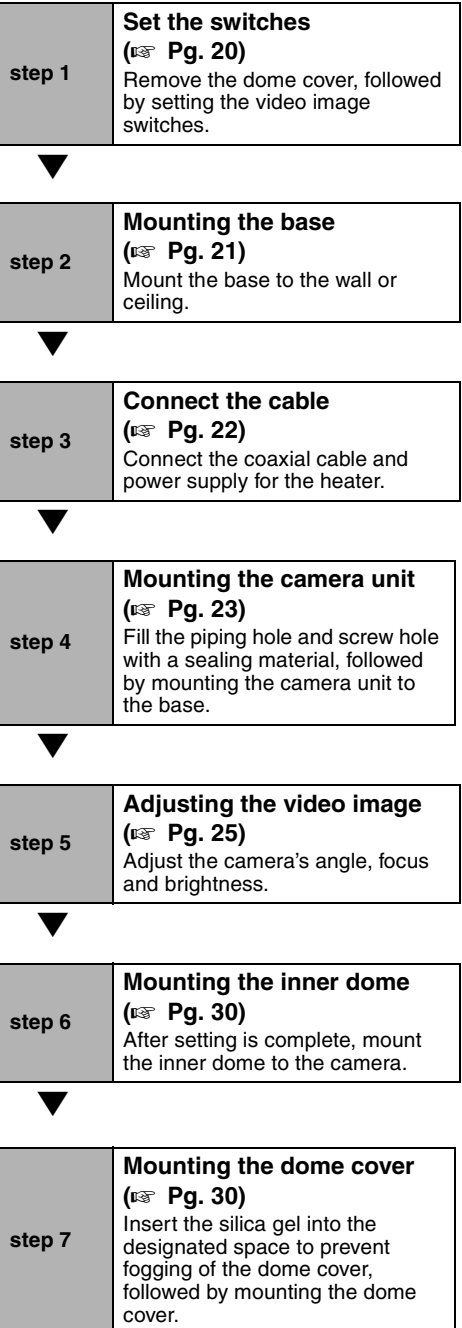 step 1
Set the switches
(☞ Pg. 20)
Remove the dome cover, followed
by setting the video image
switches.
step 2
Mounting the base
(☞ Pg. 21)
Mount the base to the wall or
ceiling.
step 3
Connect the cable
(☞ Pg. 22)
Connect the coaxial cable and
power supply for the heater.
step 4
Mounting the camera unit
(☞ Pg. 23)
Fill the piping hole and screw hole
with a sealing material, followed
by mounting the camera unit to
the base.
step 5
Adjusting the video image
(☞ Pg. 25)
Adjust the camera’s angle, focus
and brightness.
step 6
Mounting the inner dome
(☞ Pg. 30)
After setting is complete, mount
the inner dome to the camera.
step 7
Mounting the dome cover
(☞ Pg. 30)
Insert the silica gel into the
designated space to prevent
fogging of the dome cover,
followed by mounting the dome
cover.